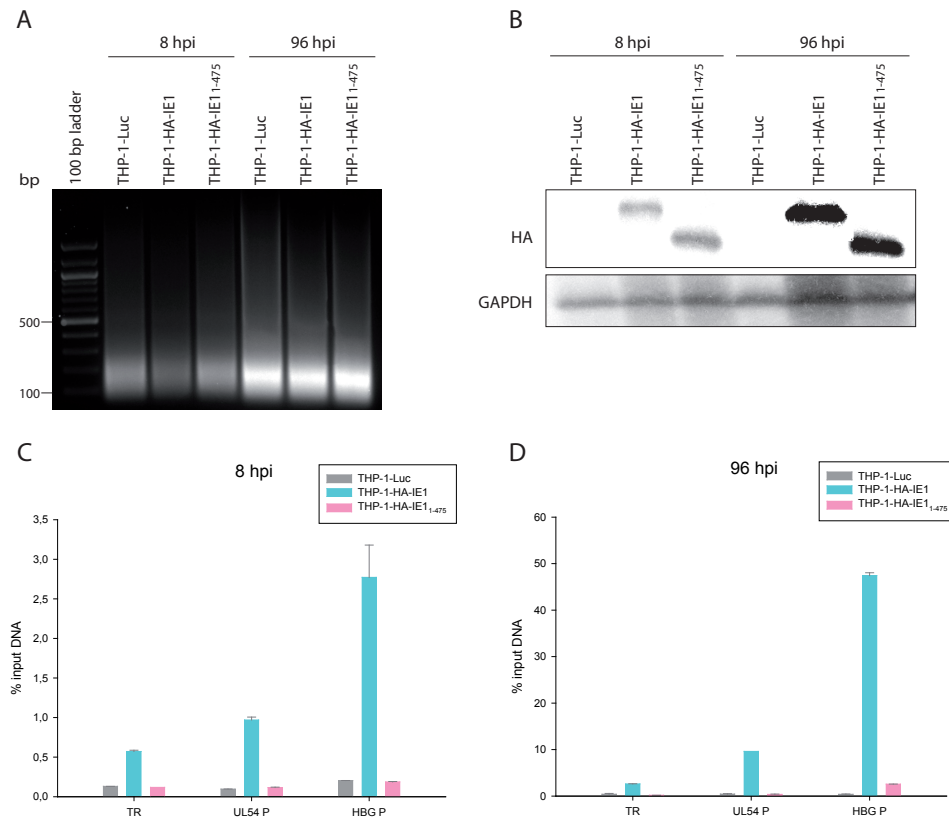 A
8 hpi
96 hpi
bp
100 bp ladder
THP-1-Luc
THP-1-HA-IE1
THP-1-HA-IE1 1-475
THP-1-Luc
THP-1-HA-IE1
THP-1-HA-IE1 1-475
500
100
B
8 hpi
96 hpi
THP-1-Luc
THP-1-HA-IE1
THP-1-HA-IE1 1-475
THP-1-Luc
THP-1-HA-IE1
THP-1-HA-IE1 1-475
HA
GAPDH
C
8 hpi
THP-1-Luc
THP-1-HA-IE1
THP-1-HA-IE1 1-475
% input DNA
3,5
3,0
2,5
2,0
1,5
1,0
0,5
0,0
TR
UL54 P
HBG P
D
96 hpi
THP-1-Luc
THP-1-HA-IE1
THP-1-HA-IE1 1-475
% input DNA
60
50
40
30
20
10
0
TR
UL54 P
HBG P